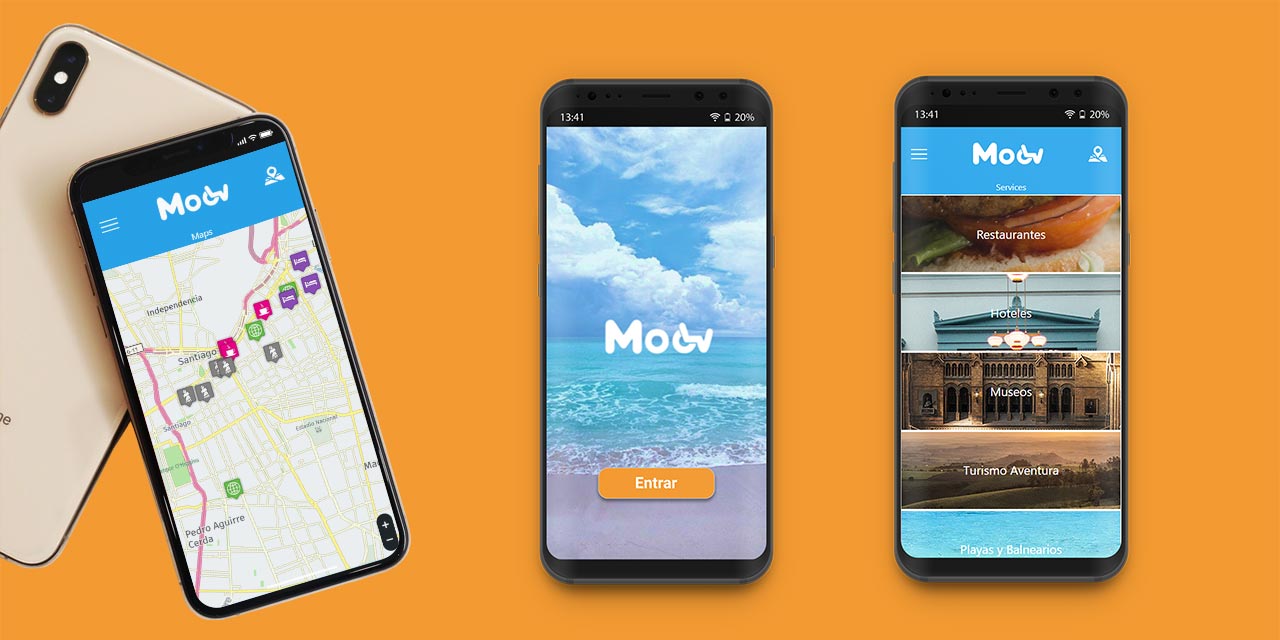 Moov
Maps
Independencia
Santiago
Santiago
Estadio Nacional
Pedro Aguirre
Cerda
+
−
13:41
20%
Moov
Entrar
13:41
20%
Moov
Services
Restaurantes
Hoteles
Museos
Turismo Aventura
Playas y Balnearios